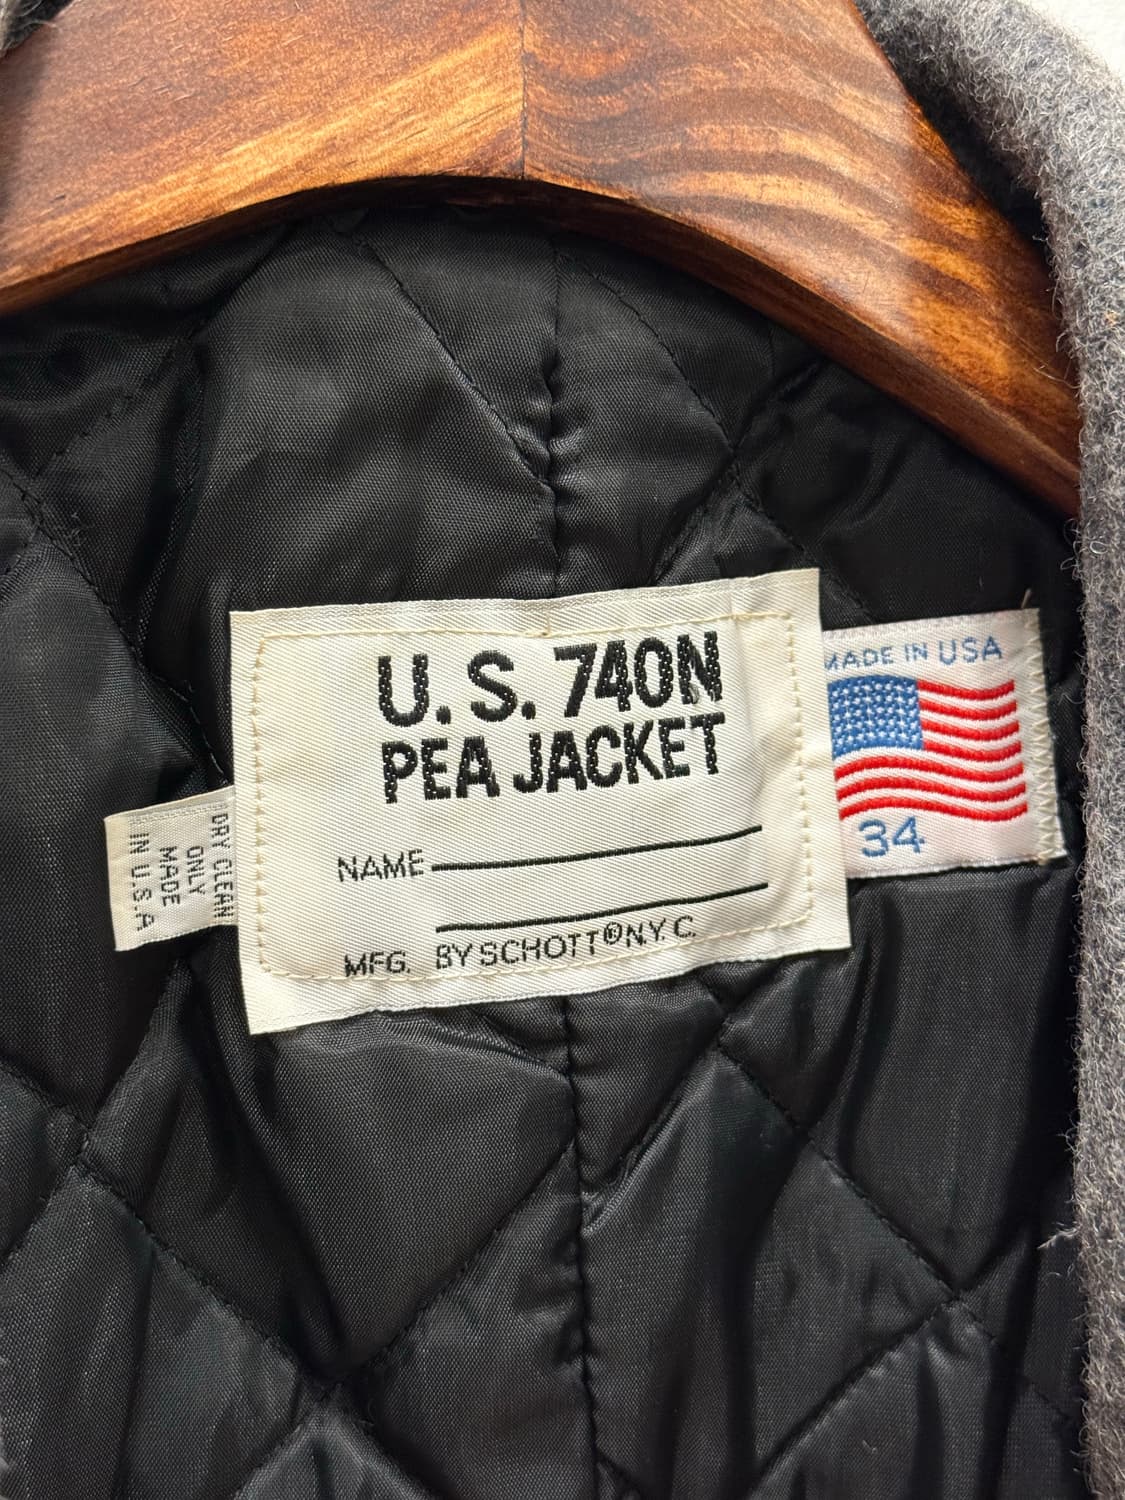 U. S. 740N
PEA JACKET
NAME
MFG. BY SCHOTT® N.Y. C.
MADE IN USA
34
DRY CLEAN
ONLY
MADE
IN U.S.A